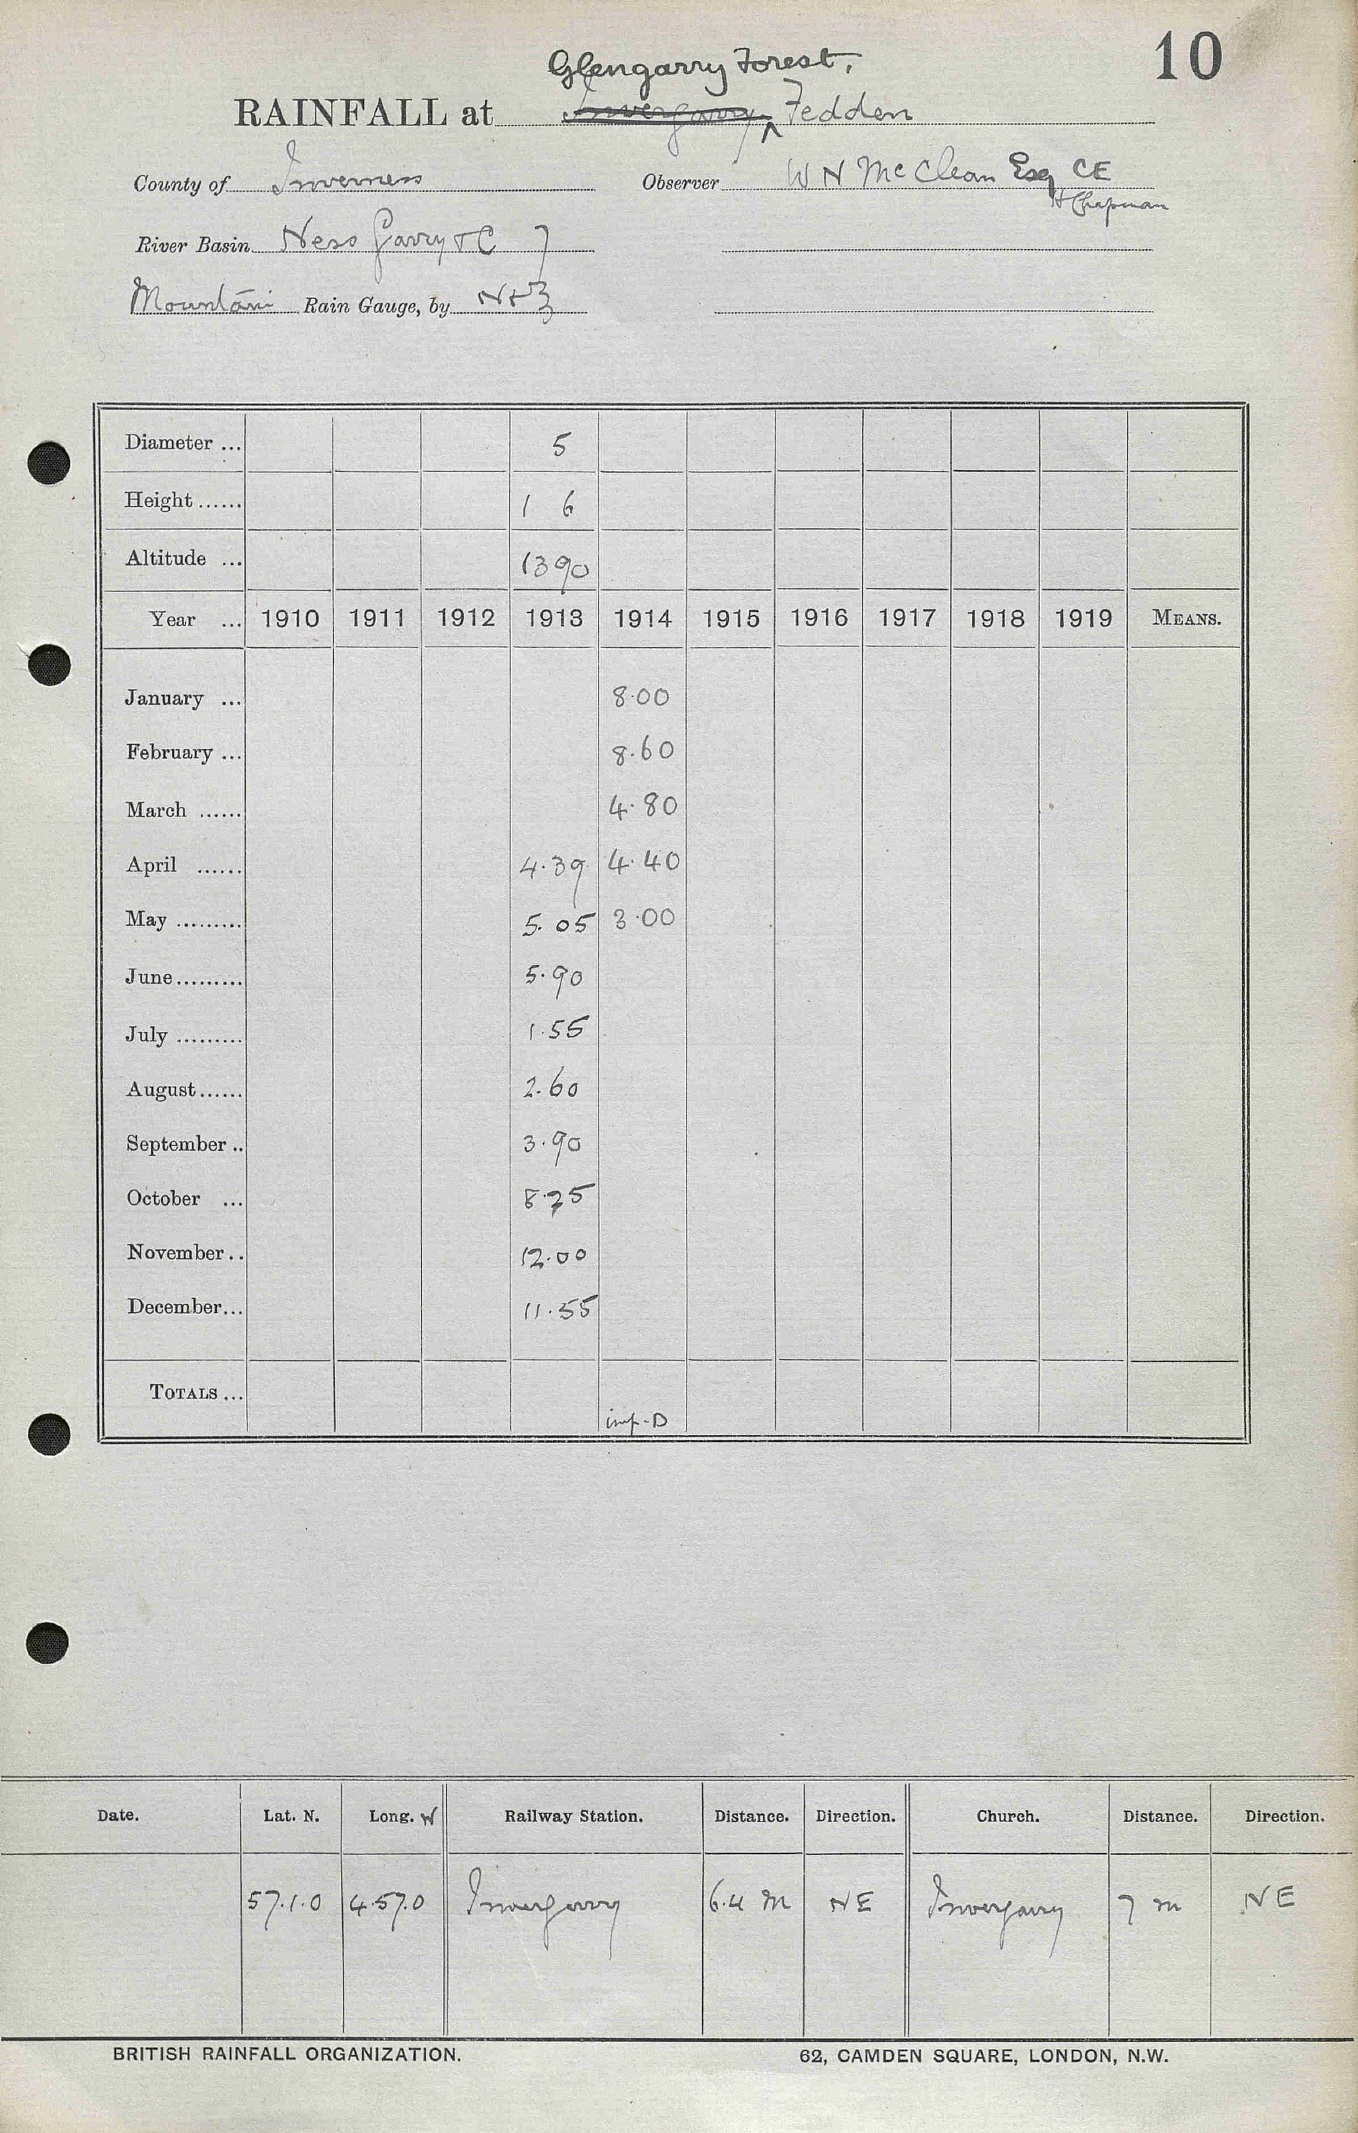 10
Glengarry Forest,
RAINFALL at Invergarry ^ Fedden
County of Inverness Observer W N McClean Esq CE
H Chapman
River Basin Ness Garry + C 7
Mountain Rain Gauge, by N+Z
Diameter ... 5
Height ...... 1 6
Altitude ... 1390
Year ... 1910 1911 1912 1913 1914 1915 1916 1917 1918 1919 MEANS.
January ... 8.00
February ... 8.60
March ...... 4.80
April ...... 4.39 4.40
May ......... 5.05 3.00
June ......... 5.90
July ......... 1.55
August ...... 2.60
September .. 3.90
October ... 8.25
November .. 12.00
December ... 11.55
TOTALS ... imp. D
Date. Lat. N. Long. W Railway Station. Distance. Direction. Church. Distance. Direction.
57.1.0 4.57.0 Invergarry 6.4 m NE Invergarry 7 m NE
BRITISH RAINFALL ORGANIZATION. 62, CAMDEN SQUARE, LONDON, N.W.